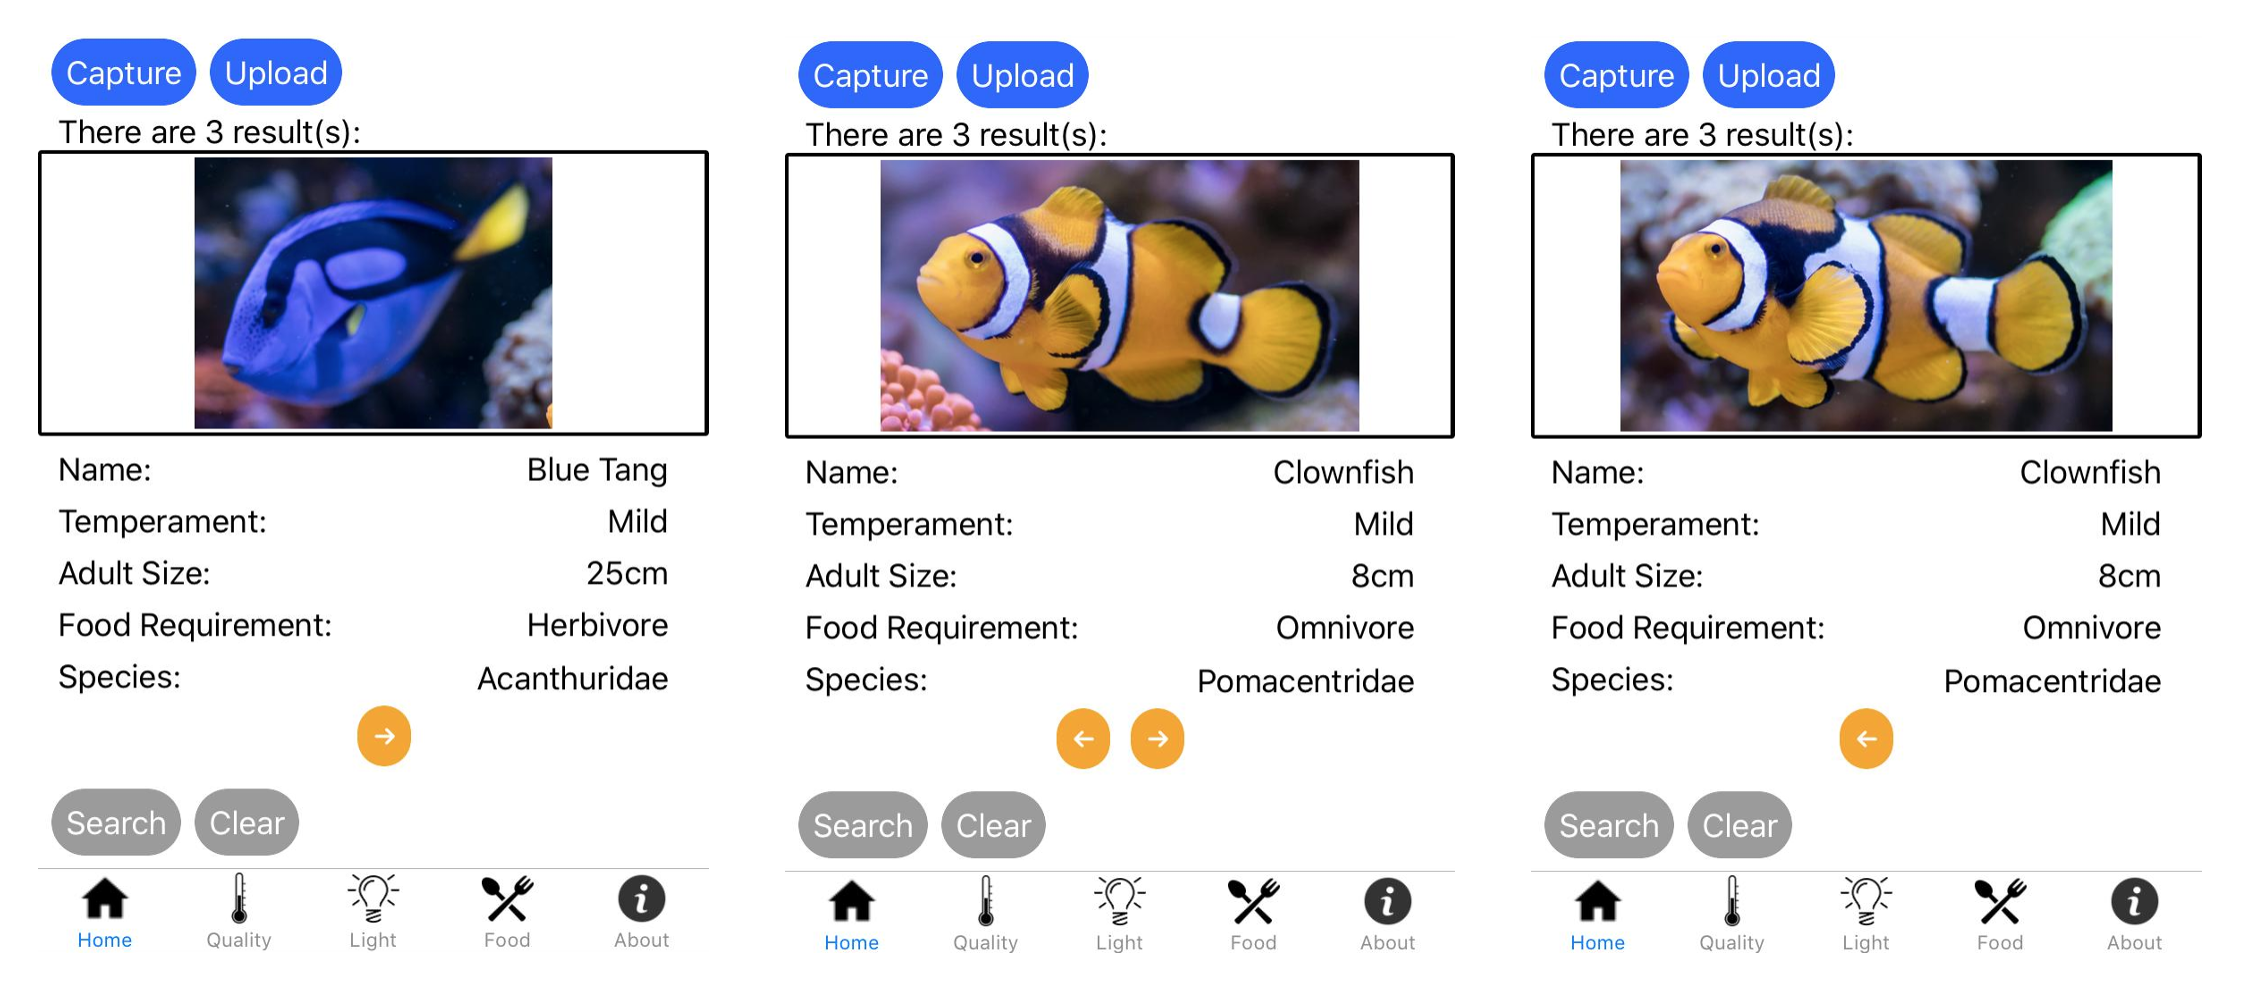 Capture Upload
There are 3 result(s):
Name: Blue Tang
Temperament: Mild
Adult Size: 25cm
Food Requirement: Herbivore
Species: Acanthuridae
Search Clear
Home Quality Light Food About
Capture Upload
There are 3 result(s):
Name: Clownfish
Temperament: Mild
Adult Size: 8cm
Food Requirement: Omnivore
Species: Pomacentridae
Search Clear
Home Quality Light Food About
Capture Upload
There are 3 result(s):
Name: Clownfish
Temperament: Mild
Adult Size: 8cm
Food Requirement: Omnivore
Species: Pomacentridae
Search Clear
Home Quality Light Food About